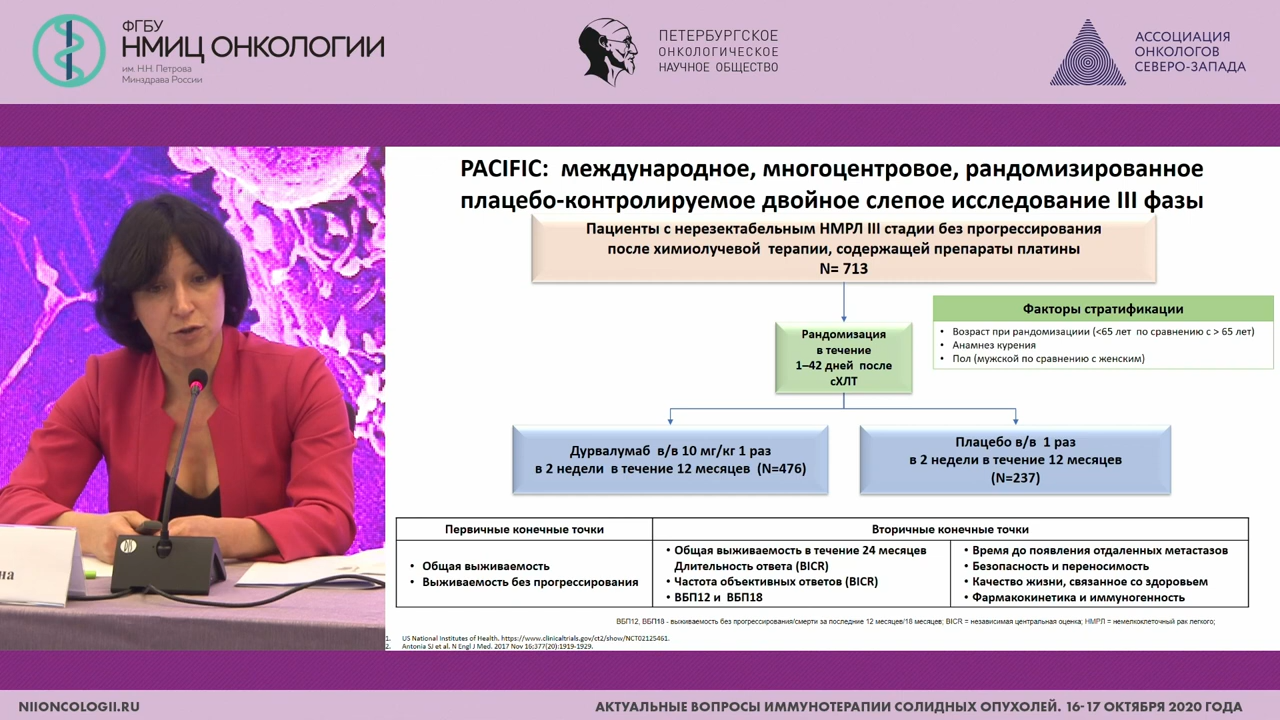 ФГБУ
НМИЦ ОНКОЛОГИИ
им. Н.Н. Петрова
Минздрава России
ПЕТЕРБУРГСКОЕ
ОНКОЛОГИЧЕСКОЕ
НАУЧНОЕ ОБЩЕСТВО
АССОЦИАЦИЯ
ОНКОЛОГОВ
СЕВЕРО-ЗАПАДА
PACIFIC: международное, многоцентровое, рандомизированное
плацебо-контролируемое двойное слепое исследование III фазы
Пациенты с нерезектабельным НМРЛ III стадии без прогрессирования
после химиолучевой терапии, содержащей препараты платины
N= 713
Факторы стратификации
• Возраст при рандомизациии (<65 лет по сравнению с > 65 лет)
• Анамнез курения
• Пол (мужской по сравнению с женским)
Рандомизация
в течение
1–42 дней после
сХЛТ
Дурвалумаб в/в 10 мг/кг 1 раз
в 2 недели в течение 12 месяцев (N=476)
Плацебо в/в 1 раз
в 2 недели в течение 12 месяцев
(N=237)
Первичные конечные точки
Вторичные конечные точки
• Общая выживаемость
• Выживаемость без прогрессирования
• Общая выживаемость в течение 24 месяцев
Длительность ответа (BICR)
• Частота объективных ответов (BICR)
• ВБП12 и ВБП18
• Время до появления отдаленных метастазов
• Безопасность и переносимость
• Качество жизни, связанное со здоровьем
• Фармакокинетика и иммуногенность
ВБП12, ВБП18 - выживаемость без прогрессирования/смерти за последние 12 месяцев/18 месяцев; BICR = независимая центральная оценка; НМРЛ = немелкоклеточный рак легкого;
1. US National Institutes of Health. https://www.clinicaltrials.gov/ct2/show/NCT02125461.
2. Antonia SJ et al. N Engl J Med. 2017 Nov 16;377(20):1919-1929.
на
NIIONCOLOGII.RU
АКТУАЛЬНЫЕ ВОПРОСЫ ИММУНОТЕРАПИИ СОЛИДНЫХ ОПУХОЛЕЙ. 16-17 ОКТЯБРЯ 2020 ГОДА